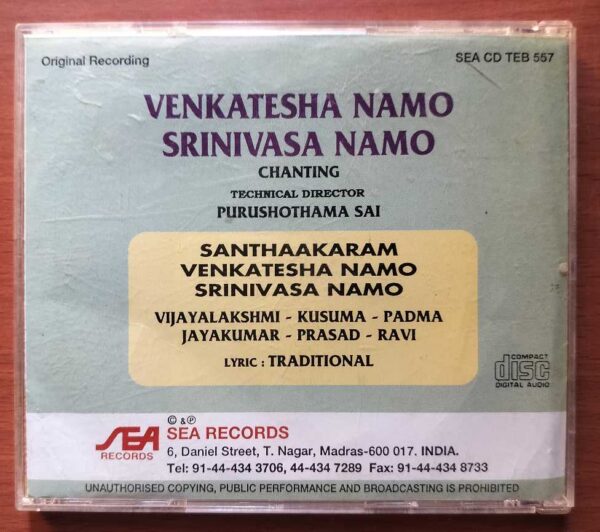 Original Recording
SEA CD TEB 557
VENKATESHA NAMO
SRINIVASA NAMO
CHANTING
TECHNICAL DIRECTOR
PURUSHOTHAMA SAI
SANTHAAKARAM
VENKATESHA NAMO
SRINIVASA NAMO
VIJAYALAKSHMI - KUSUMA - PADMA
JAYAKUMAR - PRASAD - RAVI
LYRIC : TRADITIONAL
COMPACT
disc
DIGITAL AUDIO
SEA
RECORDS
© & ℗
SEA RECORDS
6, Daniel Street, T. Nagar, Madras-600 017. INDIA.
Tel: 91-44-434 3706, 44-434 7289 Fax: 91-44-434 8733
UNAUTHORISED COPYING, PUBLIC PERFORMANCE AND BROADCASTING IS PROHIBITED